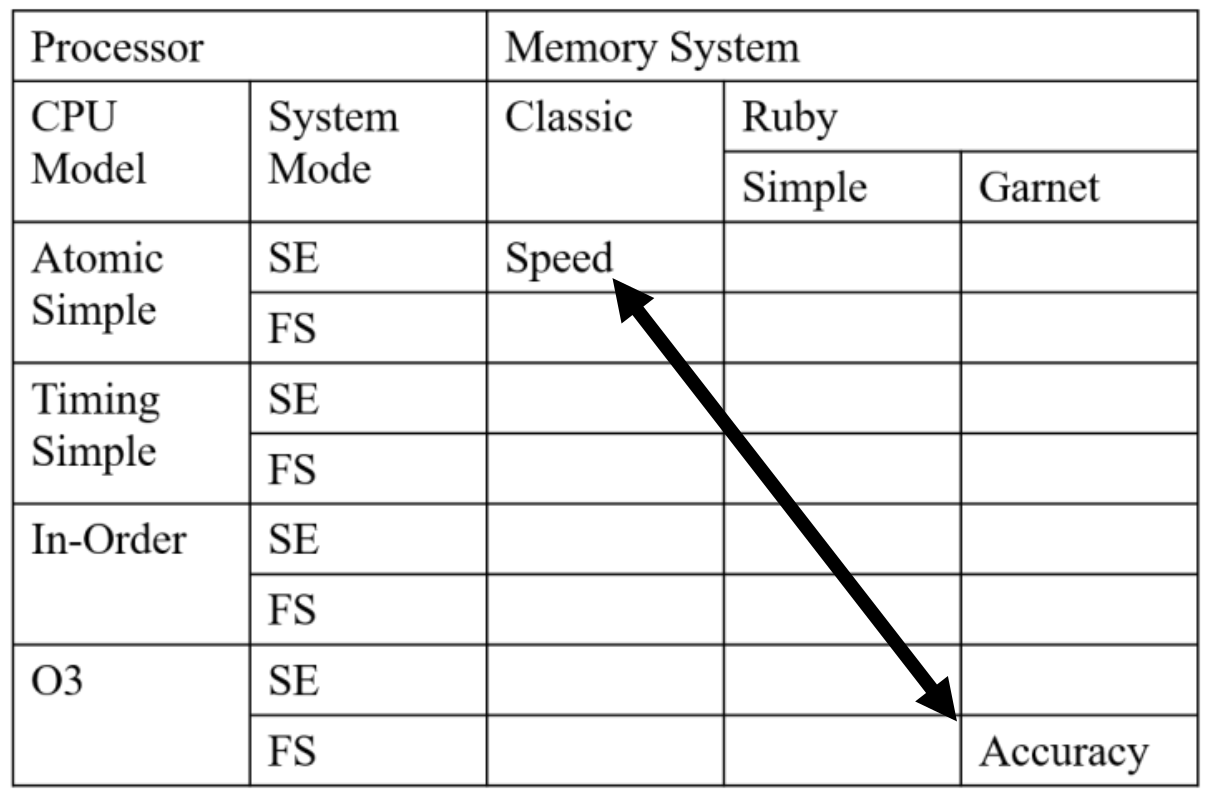 Processor
Memory System
CPU
Model
System
Mode
Classic
Ruby
Simple
Garnet
Atomic
Simple
SE
Speed
FS
Timing
Simple
SE
FS
In-Order
SE
FS
O3
SE
FS
Accuracy